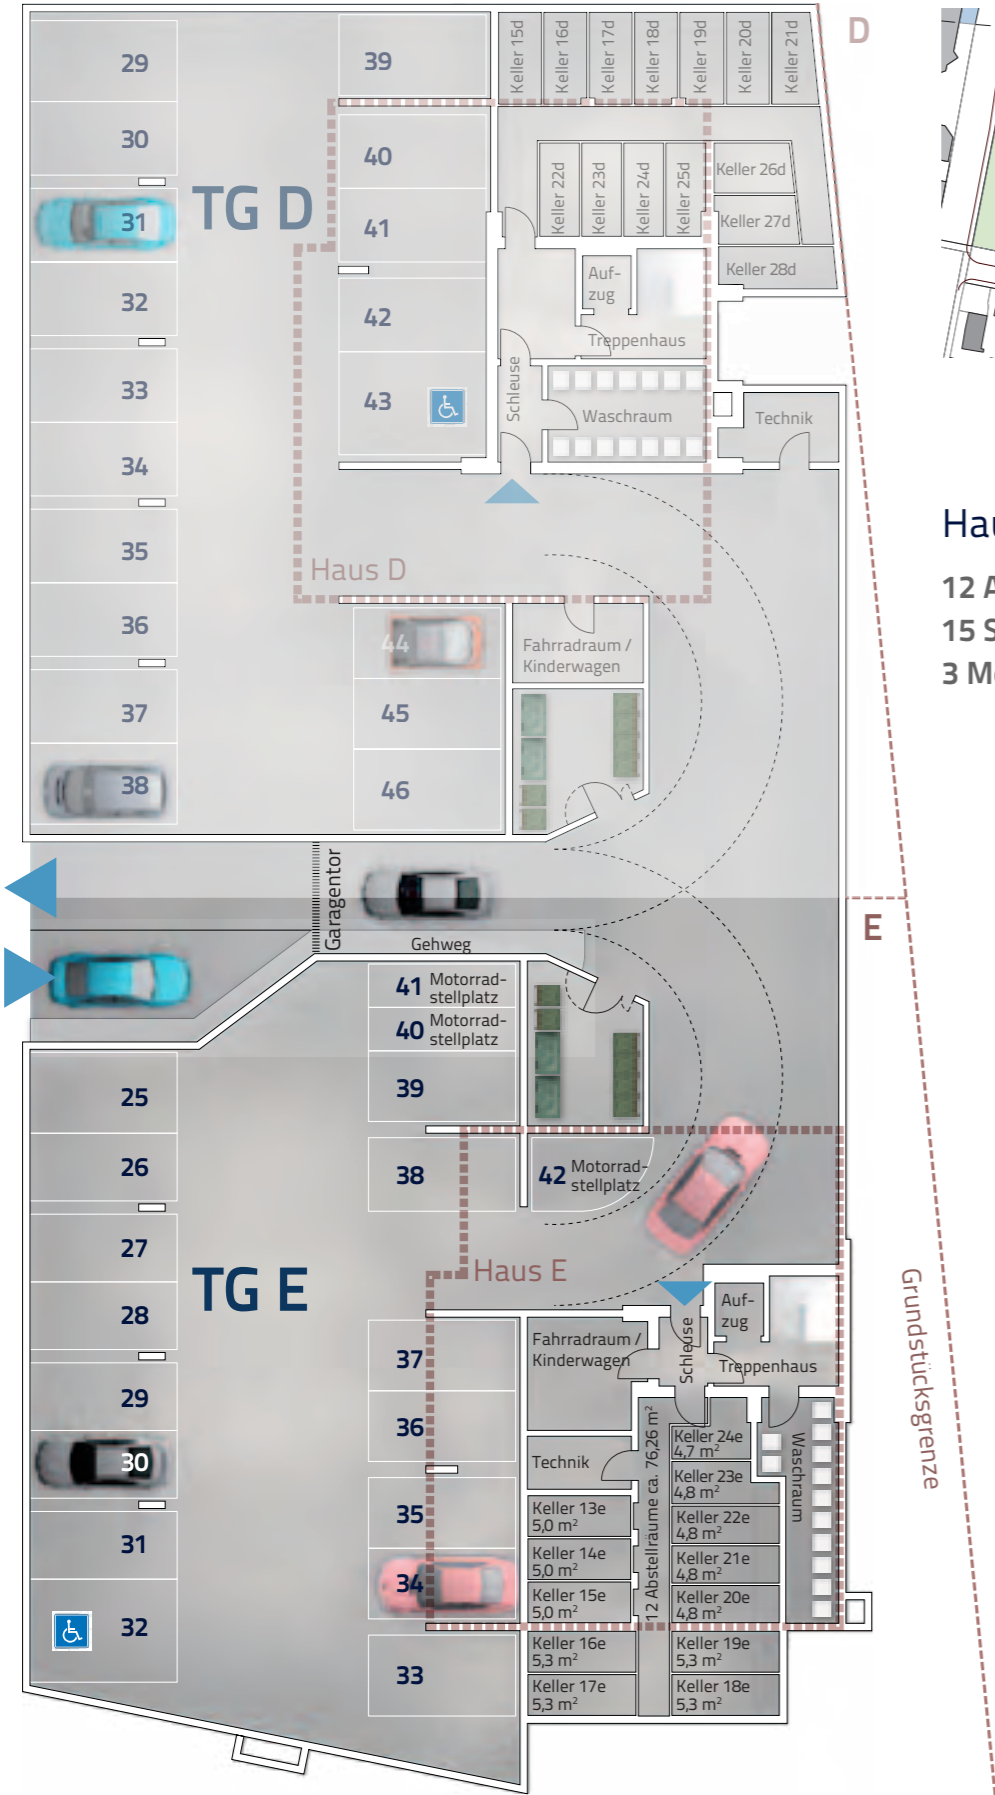 29
30
31
32
33
34
35
36
37
38
TG D
39
40
41
42
43
44
45
46
Keller 15d
Keller 16d
Keller 17d
Keller 18d
Keller 19d
Keller 20d
Keller 21d
D
Keller 22d
Keller 23d
Keller 24d
Keller 25d
Keller 26d
Keller 27d
Keller 28d
Auf-
zug
Treppenhaus
Schleuse
Waschraum
Technik
Haus D
Fahrradraum /
Kinderwagen
12 A
15 S
Garagentor
Gehweg
E
41 Motorrad-
stellplatz
40 Motorrad-
stellplatz
39
38
42 Motorrad-
stellplatz
25
26
27
28
29
30
31
32
TG E
Haus E
37
36
35
34
33
Fahrradraum /
Kinderwagen
Schleuse
Auf-
zug
Treppenhaus
Technik
12 Abstellräume ca. 76,26 m²
Waschraum
Keller 24e
4,7 m²
Keller 23e
4,8 m²
Keller 22e
4,8 m²
Keller 21e
4,8 m²
Keller 20e
4,8 m²
Keller 19e
5,3 m²
Keller 18e
5,3 m²
Keller 13e
5,0 m²
Keller 14e
5,0 m²
Keller 15e
5,0 m²
Keller 16e
5,3 m²
Keller 17e
5,3 m²
Grundstücksgrenze